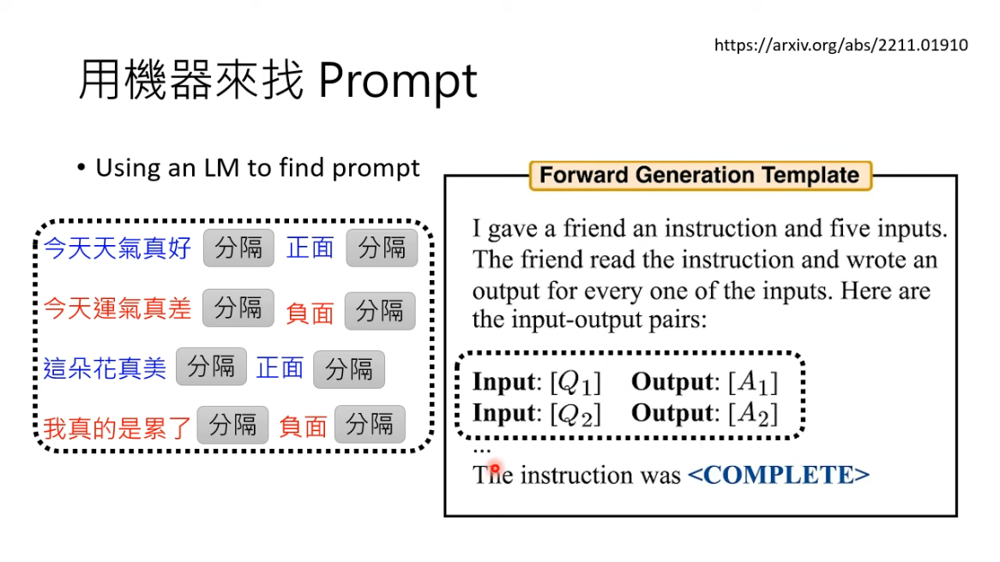 https://arxiv.org/abs/2211.01910
用機器來找 Prompt
• Using an LM to find prompt
今天天氣真好 分隔 正面 分隔
今天運氣真差 分隔 負面 分隔
這朵花真美 分隔 正面 分隔
我真的是累了 分隔 負面 分隔
Forward Generation Template
I gave a friend an instruction and five inputs.
The friend read the instruction and wrote an
output for every one of the inputs. Here are
the input-output pairs:
Input: [Q₁] Output: [A₁]
Input: [Q₂] Output: [A₂]
...
The instruction was <COMPLETE>